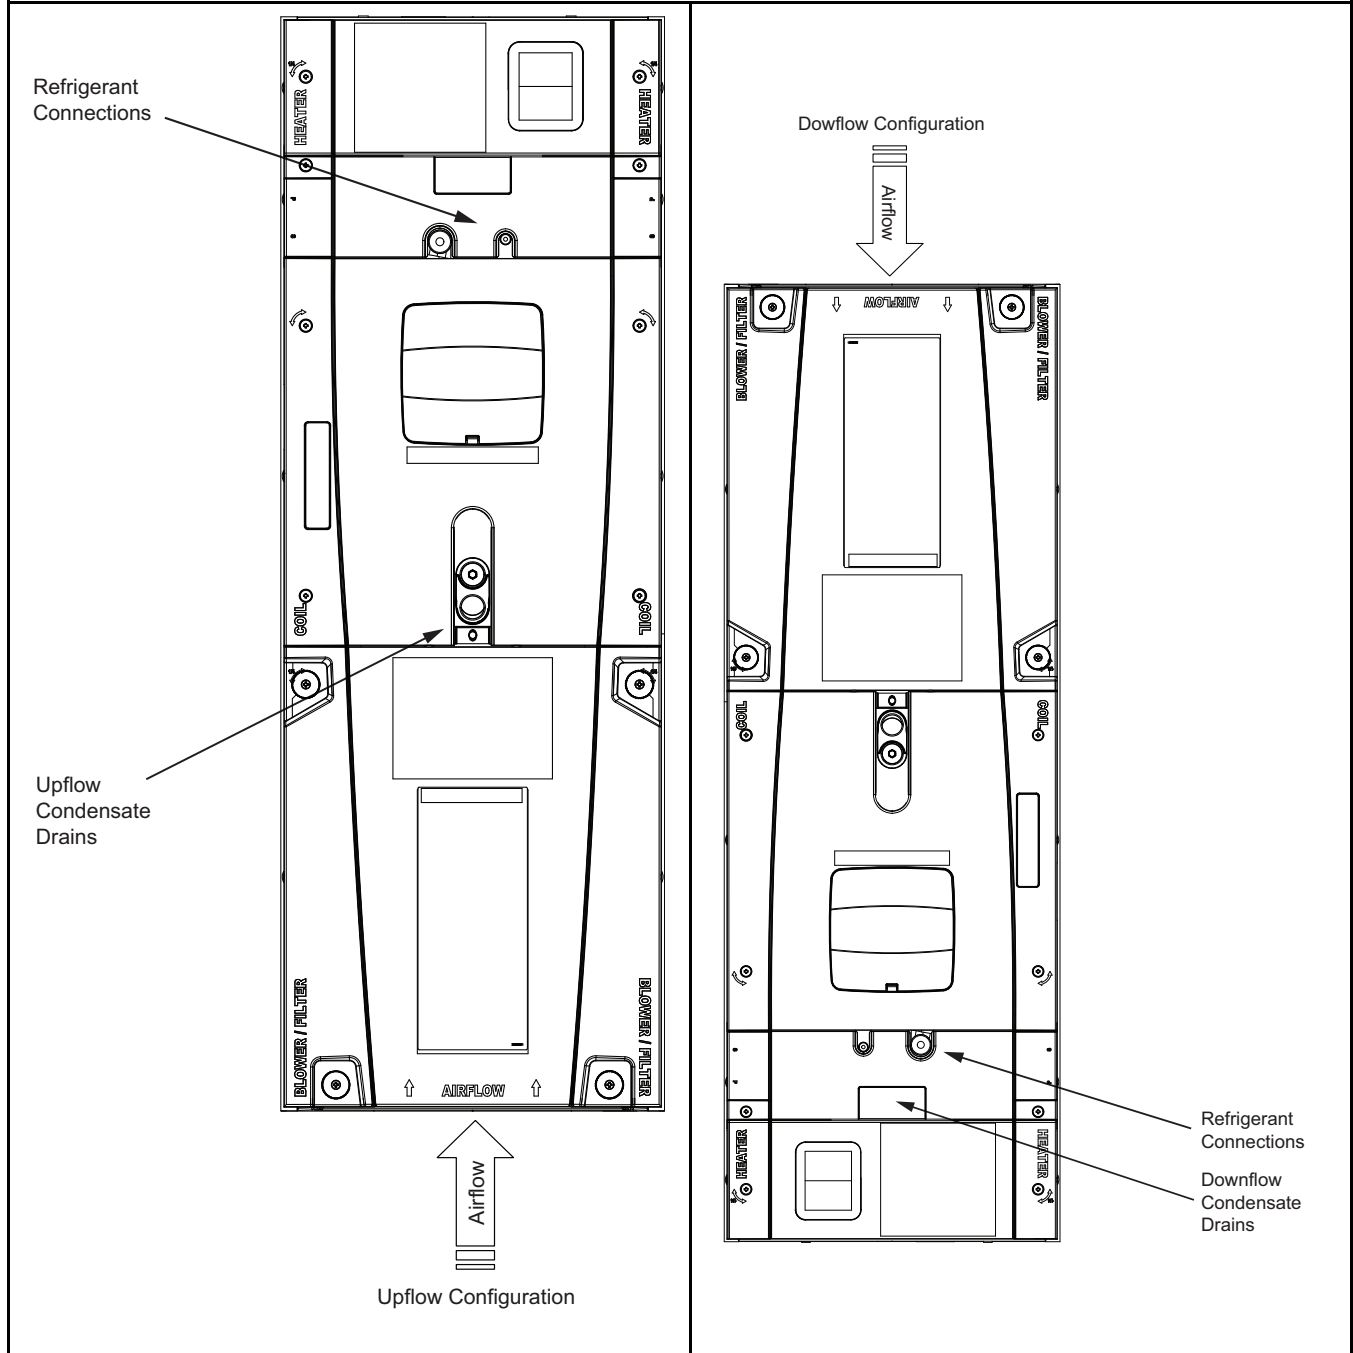 Refrigerant
Connections
HEATER
HEATER
COIL
COIL
Upflow
Condensate
Drains
BLOWER / FILTER
BLOWER / FILTER
AIRFLOW
Airflow
Upflow Configuration
Dowflow Configuration
Airflow
BLOWER / FILTER
AIRFLOW
BLOWER / FILTER
COIL
COIL
HEATER
HEATER
Refrigerant
Connections
Downflow
Condensate
Drains